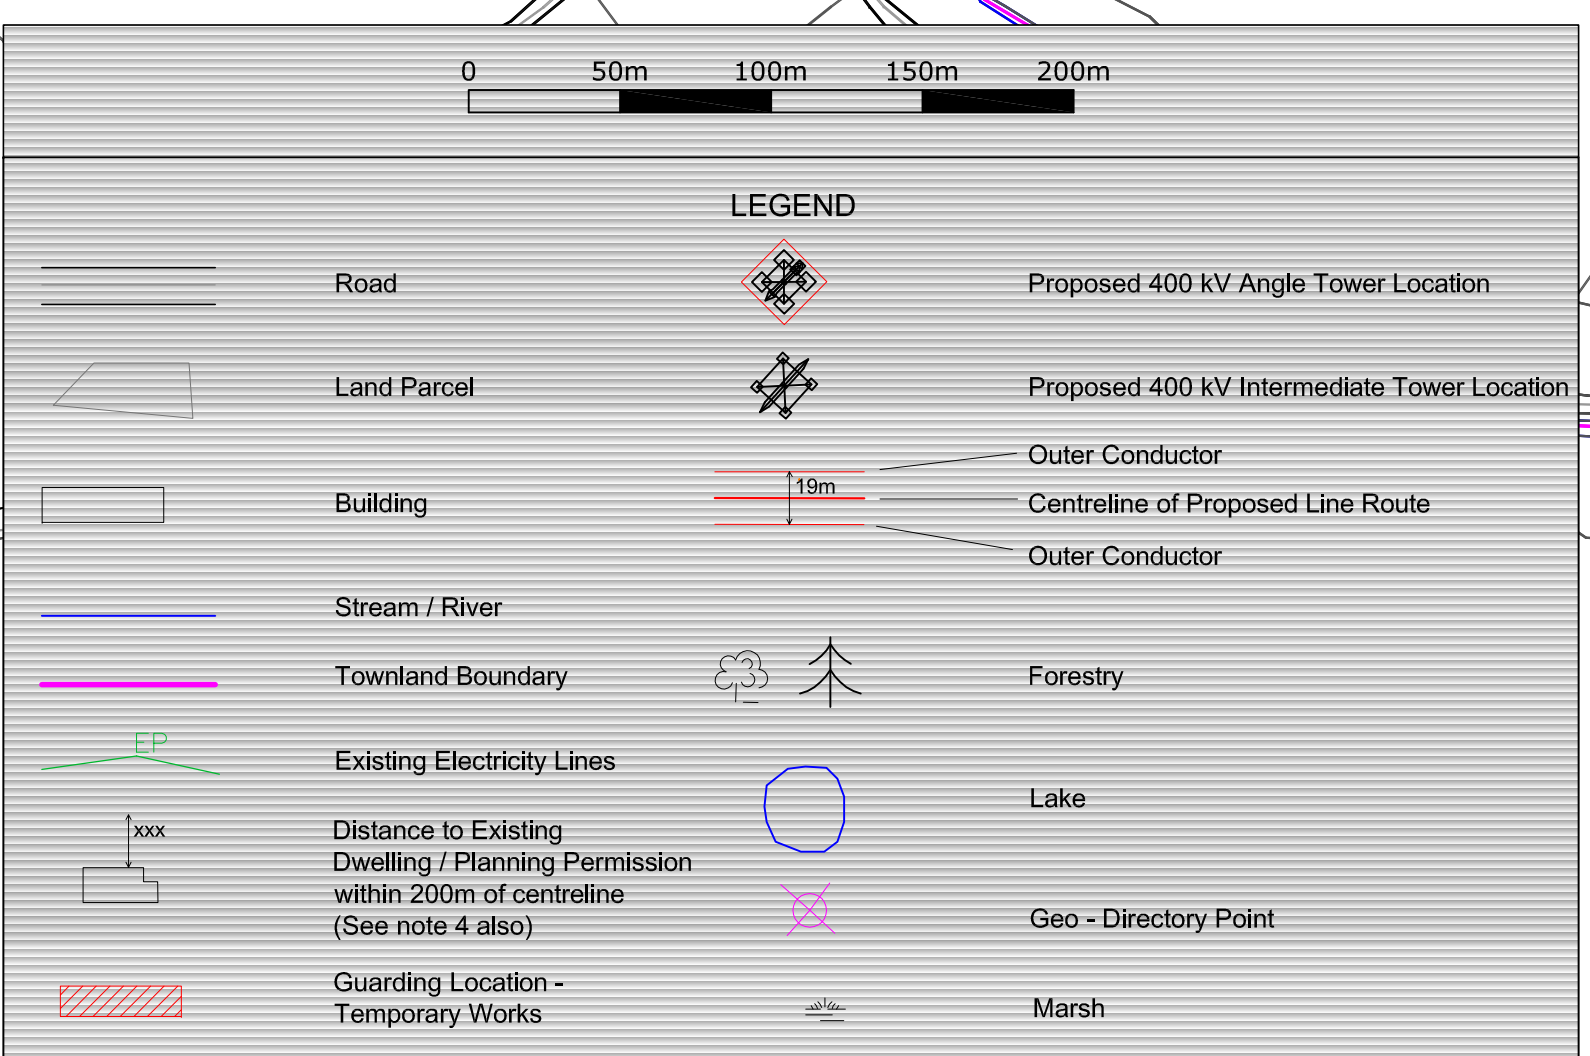 0 50m 100m 150m 200m
LEGEND
Road
Proposed 400 kV Angle Tower Location
Land Parcel
Proposed 400 kV Intermediate Tower Location
Outer Conductor
19m
Building
Centreline of Proposed Line Route
Outer Conductor
Stream / River
Townland Boundary
Forestry
EP
Existing Electricity Lines
Lake
xxx
Distance to Existing
Dwelling / Planning Permission
within 200m of centreline
(See note 4 also)
Geo - Directory Point
Guarding Location -
Temporary Works
Marsh